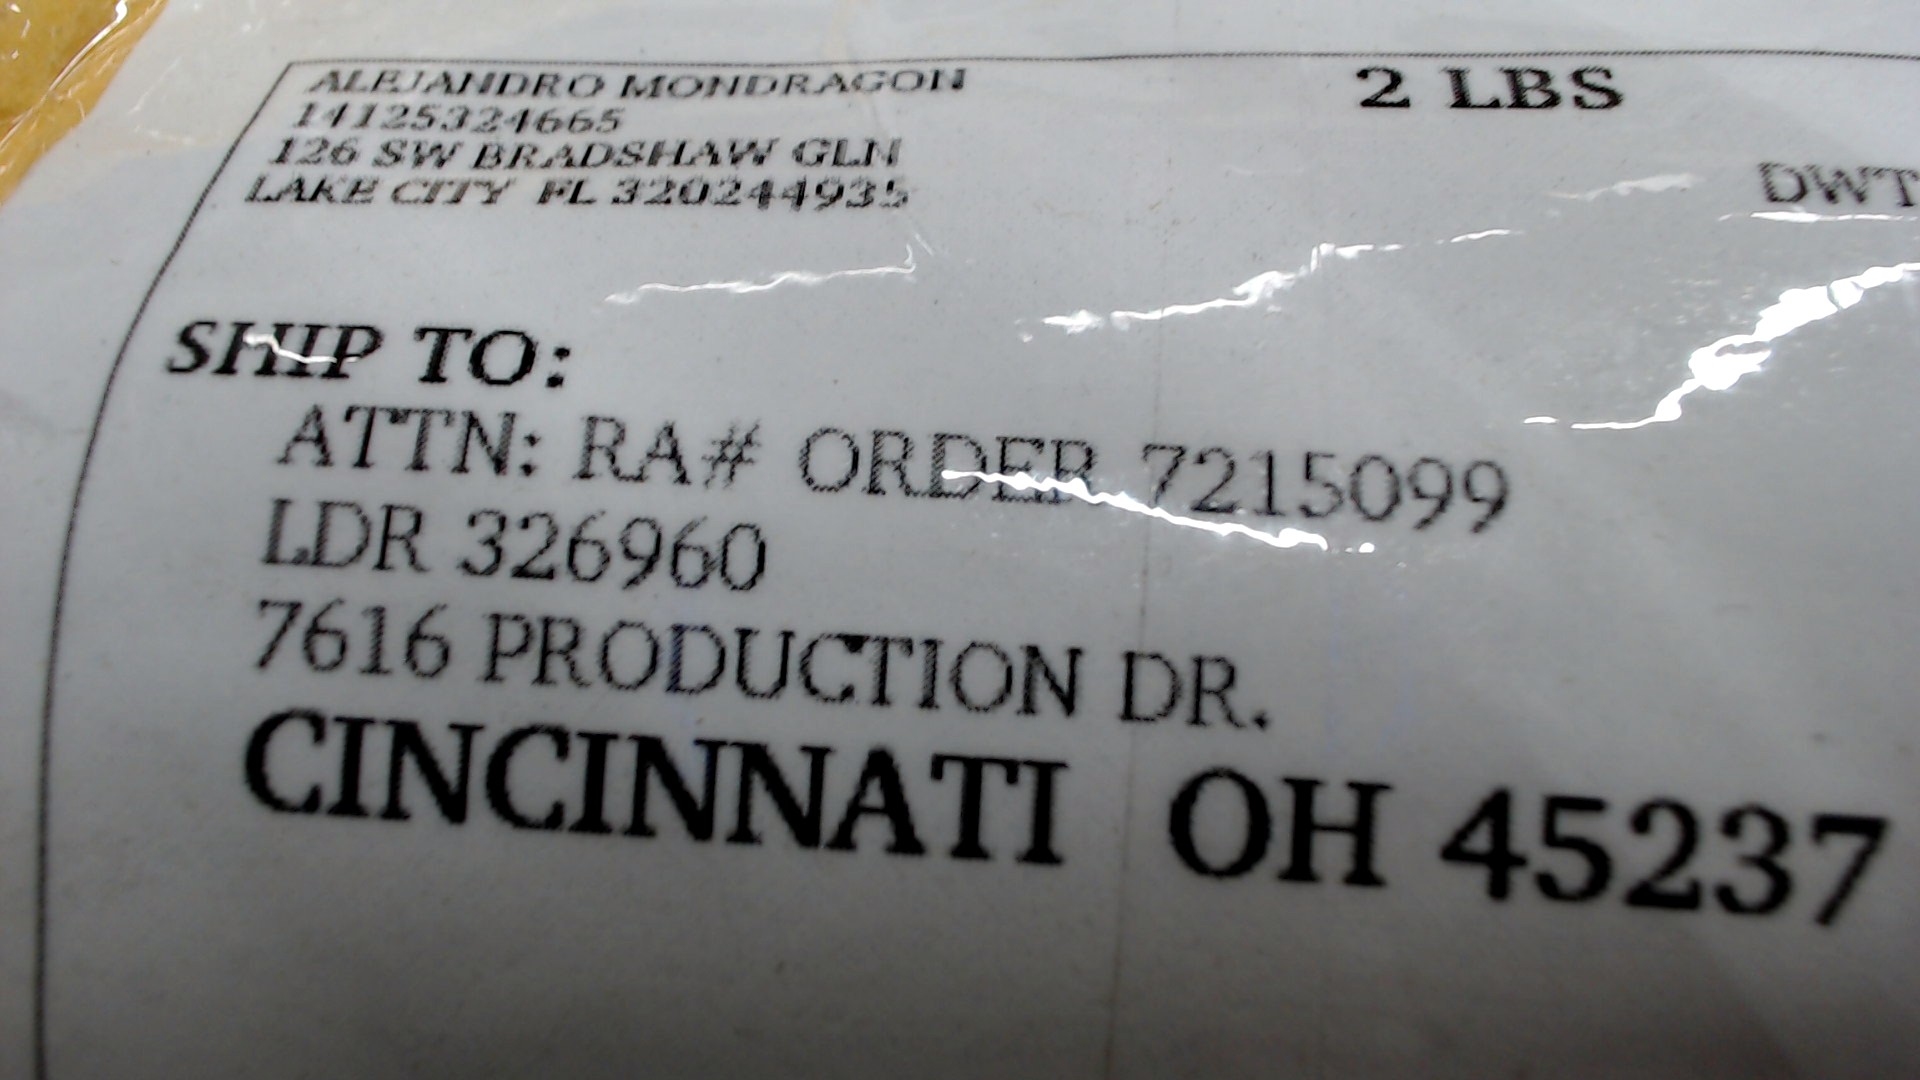 ALEJANDRO MONDRAGON
14125324665
126 SW BRADSHAW GLN
LAKE CITY FL 320244935
2 LBS
DWT
SHIP TO:
ATTN: RA# ORDER 7215099
LDR 326960
7616 PRODUCTION DR.
CINCINNATI OH 45237